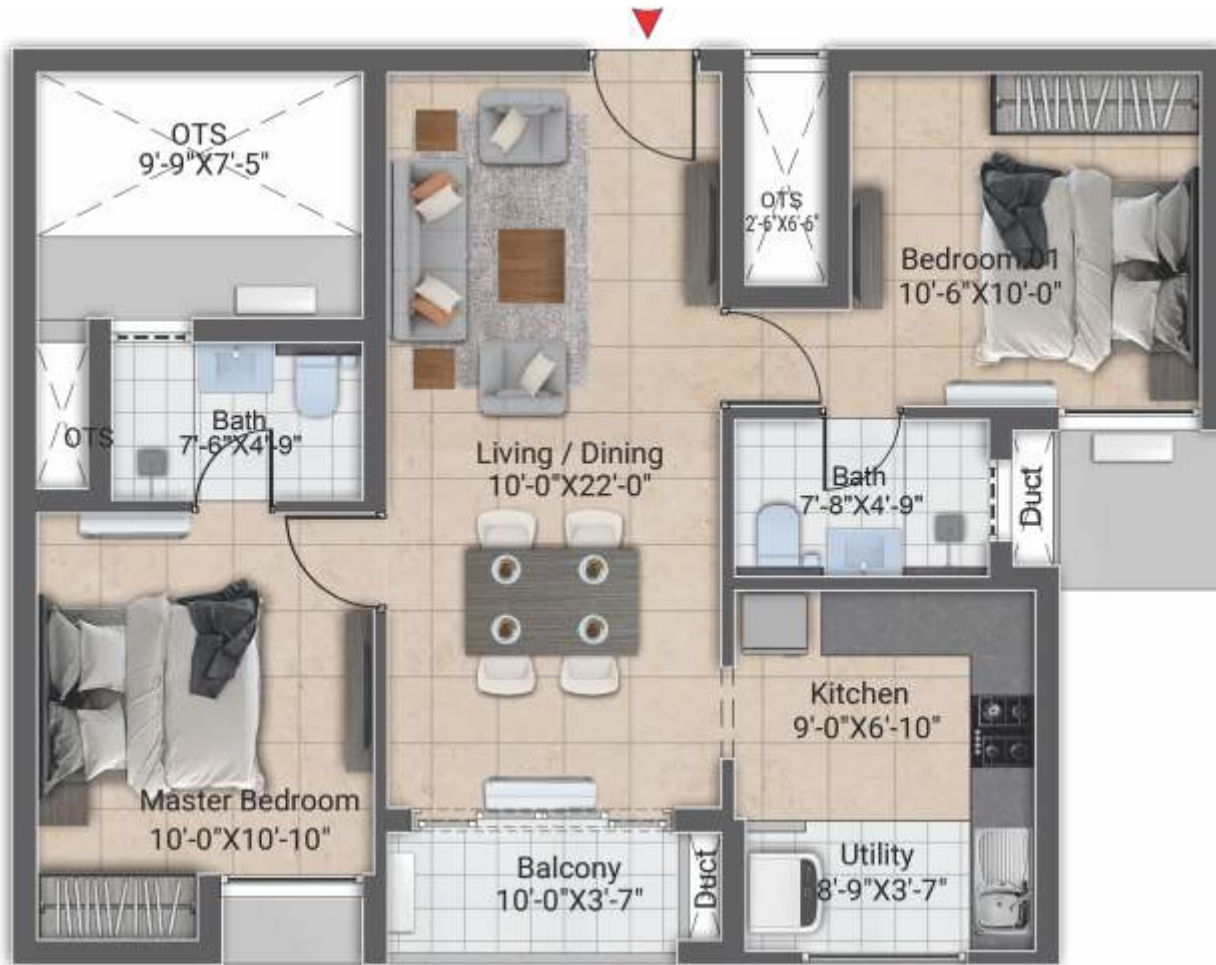 OTS
9'-9"X7'-5"
OTS
2'-6"X6'-6"
Bedroom 01
10'-6"X10'-0"
OTS
Bath
7'-6"X4'-9"
Living / Dining
10'-0"X22'-0"
Bath
7'-8"X4'-9"
Duct
Kitchen
9'-0"X6'-10"
Master Bedroom
10'-0"X10'-10"
Balcony
10'-0"X3'-7"
Duct
Utility
8'-9"X3'-7"